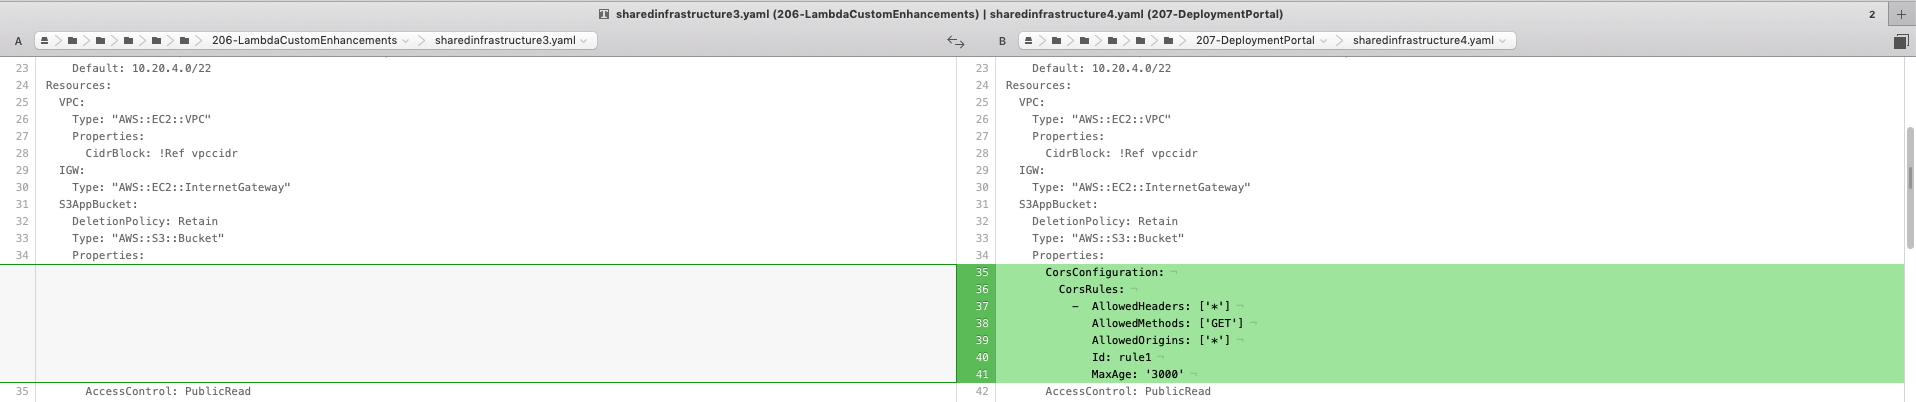 sharedinfrastructure3.yaml (206-LambdaCustomEnhancements) | sharedinfrastructure4.yaml (207-DeploymentPortal)
2
A
206-LambdaCustomEnhancements
sharedinfrastructure3.yaml
B
207-DeploymentPortal
sharedinfrastructure4.yaml
23 Default: 10.20.4.0/22
24 Resources:
25 VPC:
26 Type: "AWS::EC2::VPC"
27 Properties:
28 CidrBlock: !Ref vpccidr
29 IGW:
30 Type: "AWS::EC2::InternetGateway"
31 S3AppBucket:
32 DeletionPolicy: Retain
33 Type: "AWS::S3::Bucket"
34 Properties:
35 AccessControl: PublicRead
23 Default: 10.20.4.0/22
24 Resources:
25 VPC:
26 Type: "AWS::EC2::VPC"
27 Properties:
28 CidrBlock: !Ref vpccidr
29 IGW:
30 Type: "AWS::EC2::InternetGateway"
31 S3AppBucket:
32 DeletionPolicy: Retain
33 Type: "AWS::S3::Bucket"
34 Properties:
35 CorsConfiguration: ¬
36 CorsRules: ¬
37 - AllowedHeaders: ['*'] ¬
38 AllowedMethods: ['GET'] ¬
39 AllowedOrigins: ['*'] ¬
40 Id: rule1 ¬
41 MaxAge: '3000' ¬
42 AccessControl: PublicRead